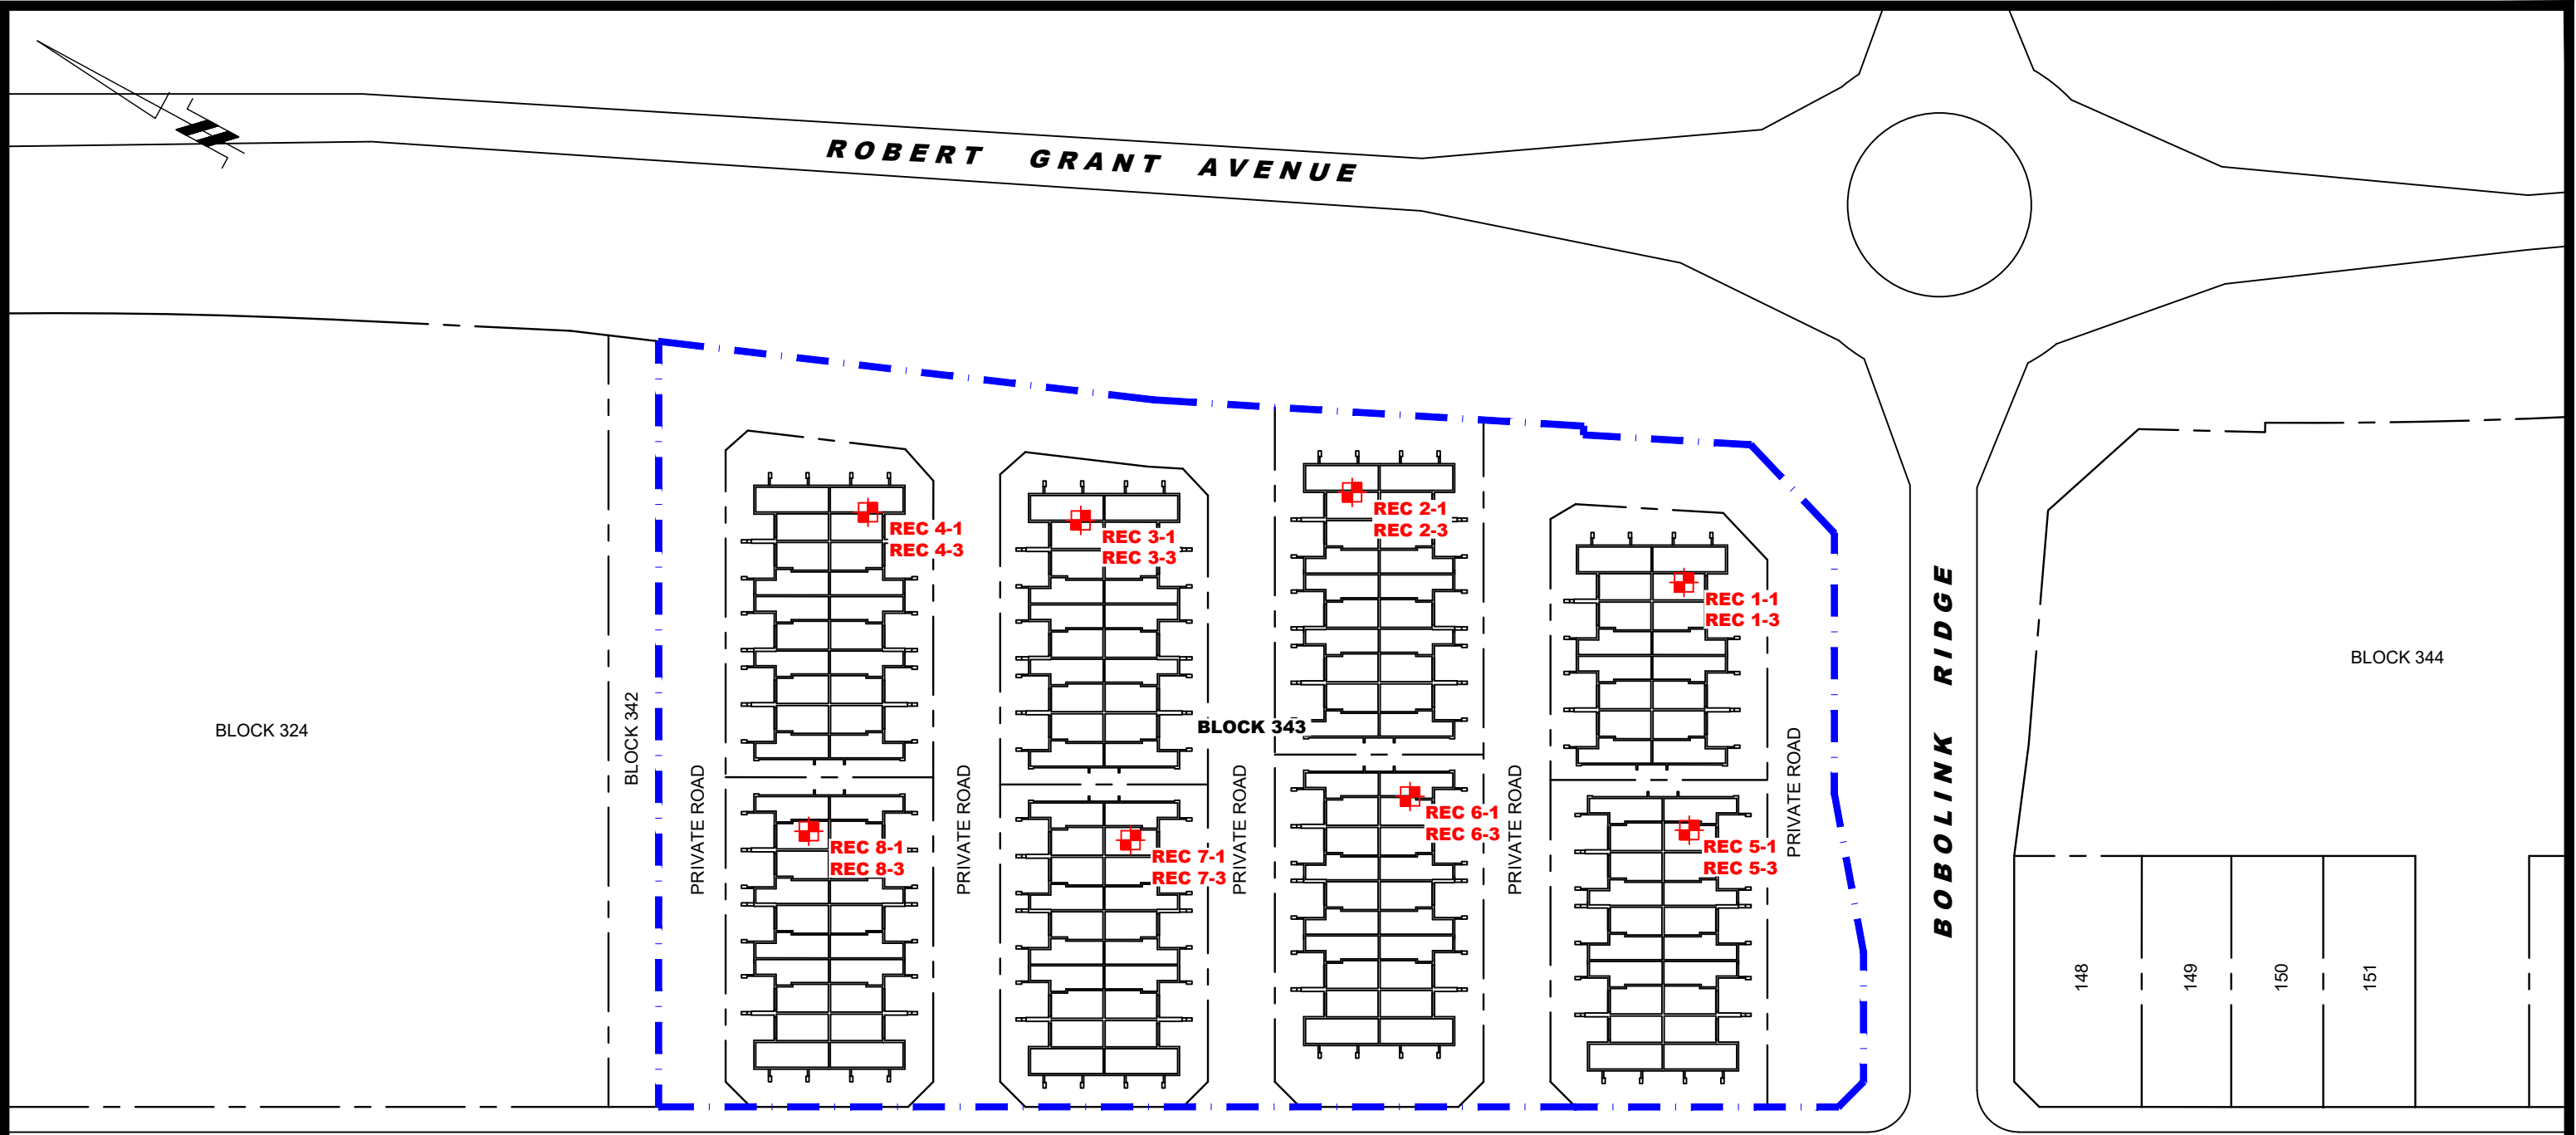 ROBERT GRANT AVENUE
REC 4-1
REC 4-3
REC 3-1
REC 3-3
REC 2-1
REC 2-3
REC 1-1
REC 1-3
BOBOLINK RIDGE
BLOCK 344
BLOCK 324
BLOCK 342
BLOCK 343
PRIVATE ROAD
PRIVATE ROAD
PRIVATE ROAD
PRIVATE ROAD
PRIVATE ROAD
REC 8-1
REC 8-3
REC 7-1
REC 7-3
REC 6-1
REC 6-3
REC 5-1
REC 5-3
148
149
150
151